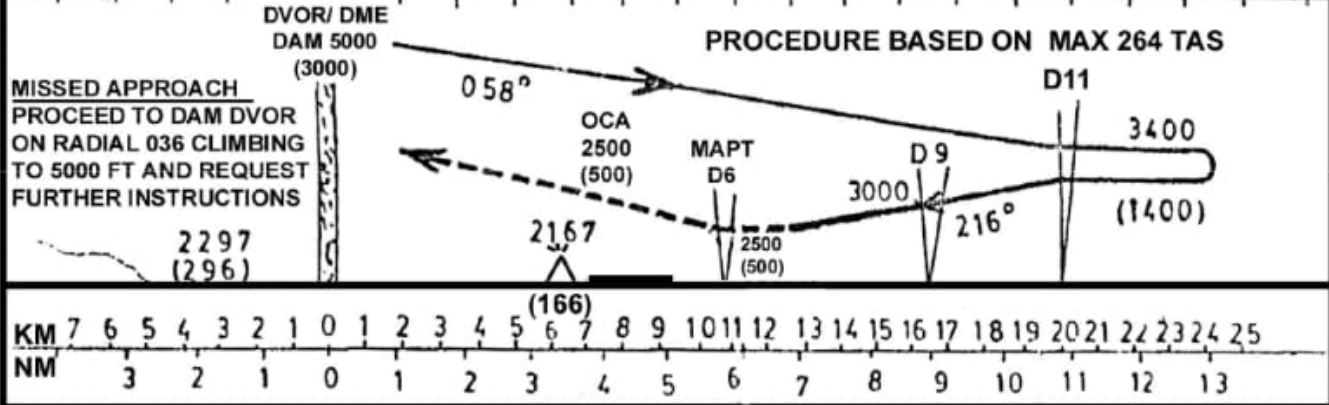 DVOR/ DME
DAM 5000
(3000)
PROCEDURE BASED ON MAX 264 TAS
058°
D11
MISSED APPROACH
PROCEED TO DAM DVOR
ON RADIAL 036 CLIMBING
TO 5000 FT AND REQUEST
FURTHER INSTRUCTIONS
OCA
2500
(500)
MAPT
D6
D9
3400
3000
216°
(1400)
2297
(296)
2167
2500
(500)
(166)
KM 7 6 5 4 3 2 1 0 1 2 3 4 5 6 7 8 9 10 11 12 13 14 15 16 17 18 19 20 21 22 23 24 25
NM 3 2 1 0 1 2 3 4 5 6 7 8 9 10 11 12 13